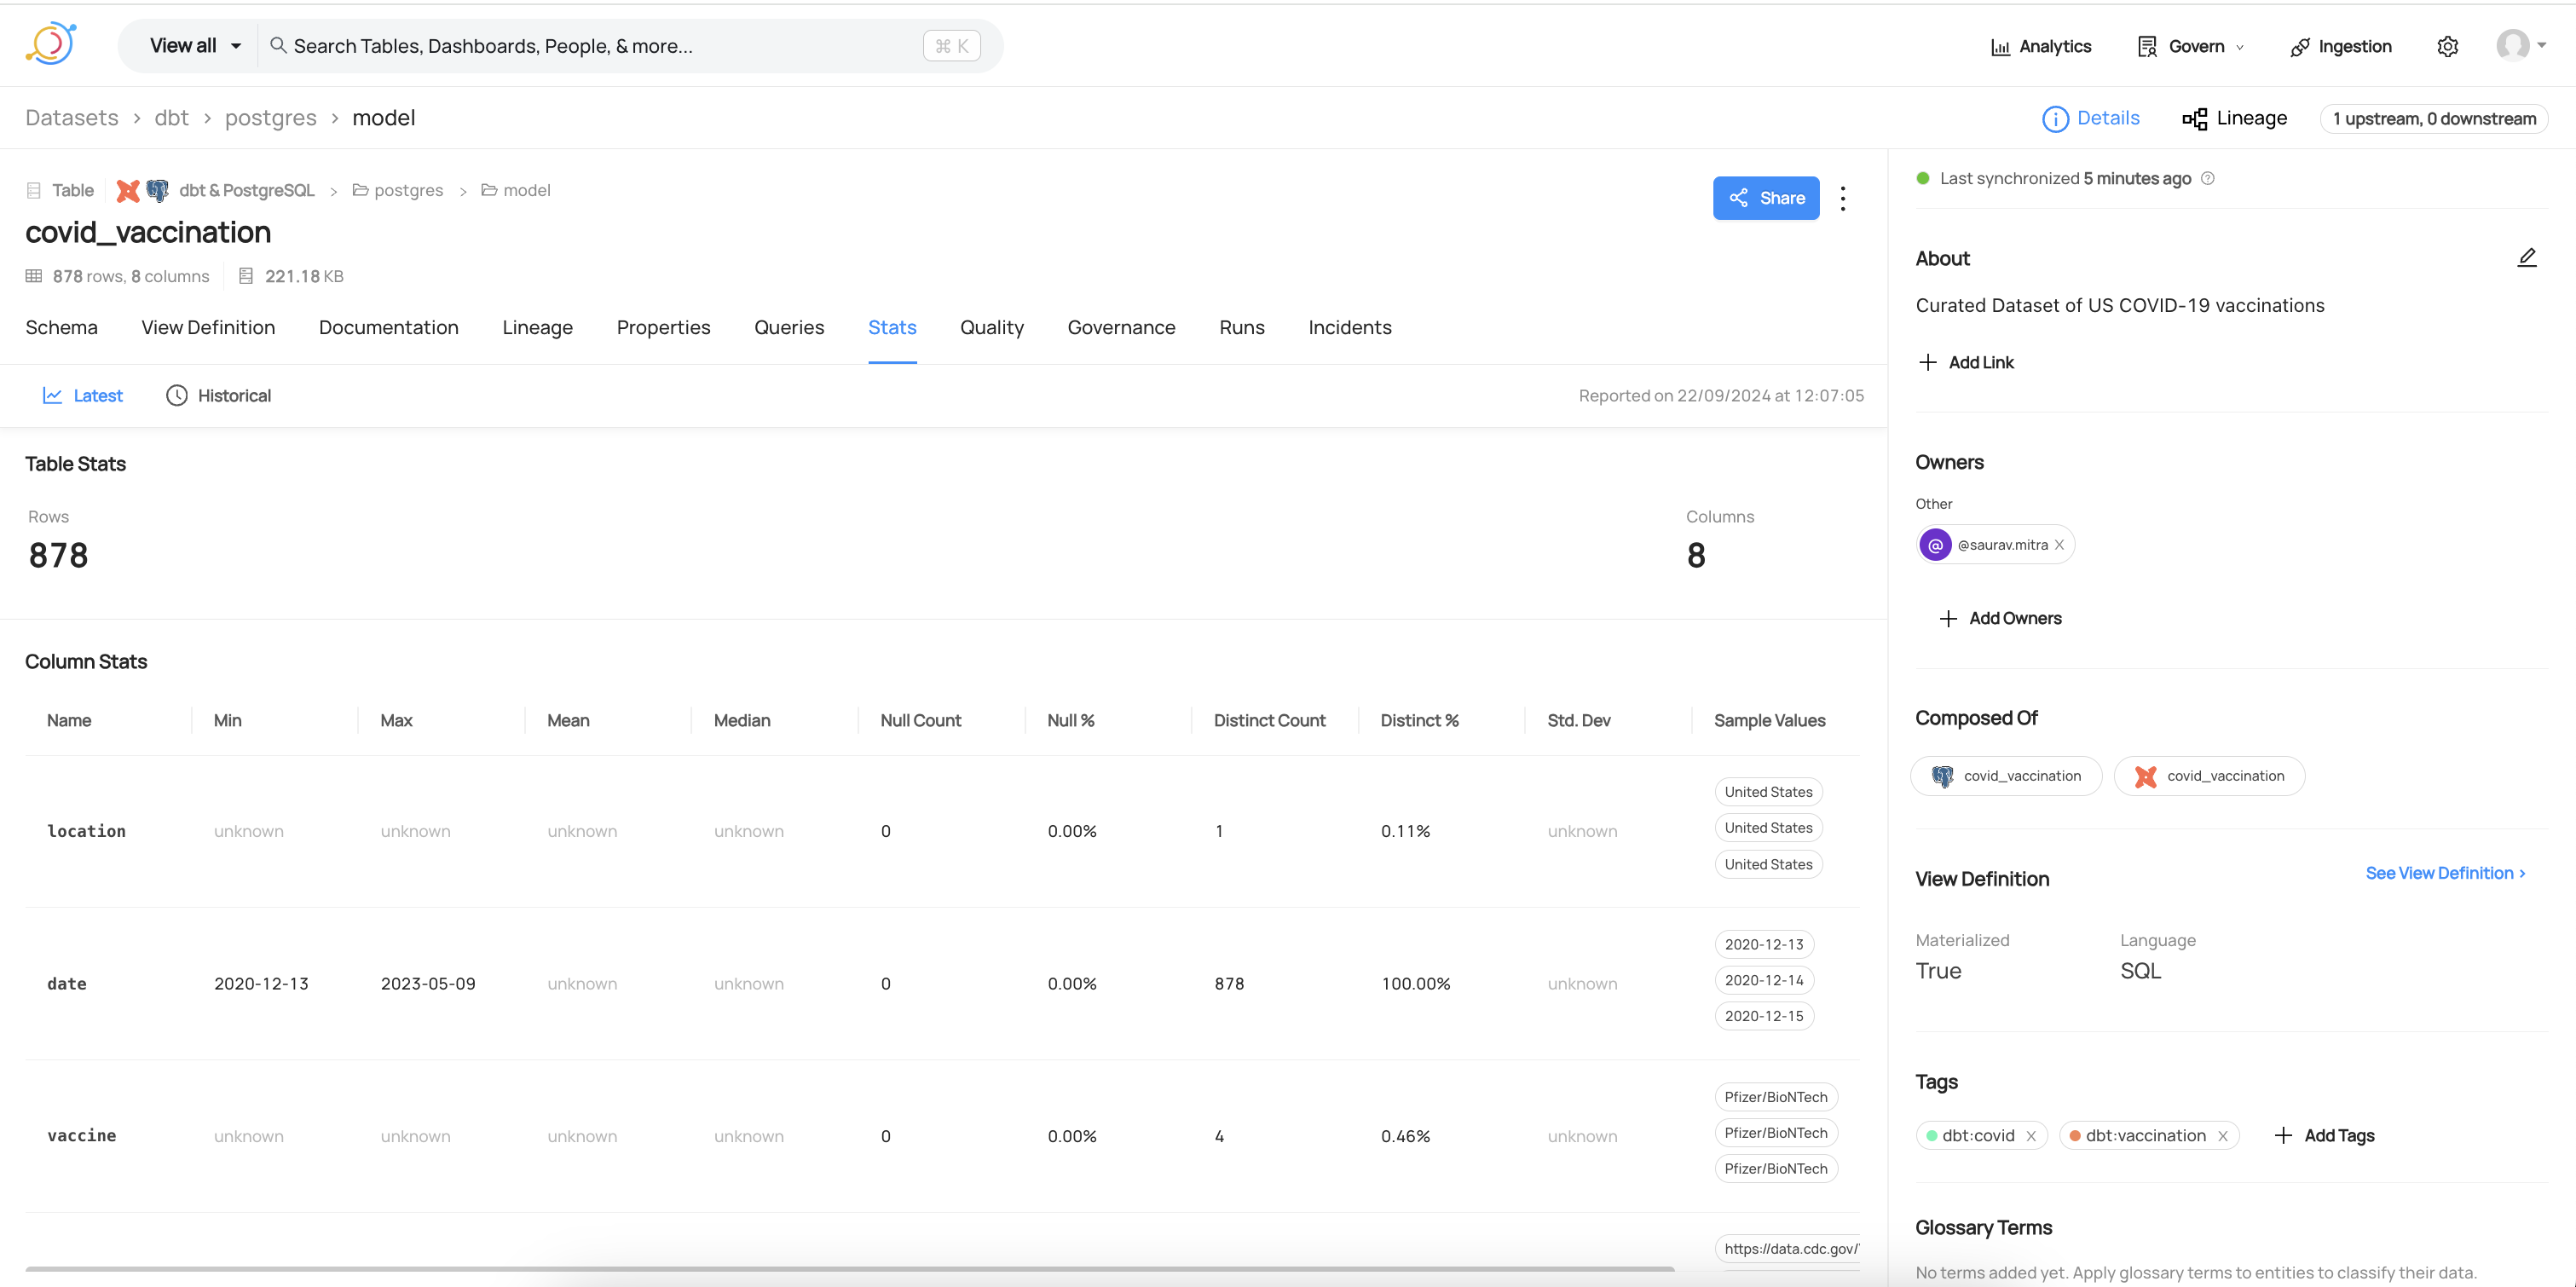 View all Search Tables, Dashboards, People, & more... ⌘ K Analytics Govern Ingestion
Datasets > dbt > postgres > model Details Lineage 1 upstream, 0 downstream
Table dbt & PostgreSQL > postgres > model Share
covid_vaccination
878 rows, 8 columns 221.18 KB
Schema View Definition Documentation Lineage Properties Queries Stats Quality Governance Runs Incidents
Latest Historical Reported on 22/09/2024 at 12:07:05
Table Stats
Rows Columns
878 8
Column Stats
Name Min Max Mean Median Null Count Null % Distinct Count Distinct % Std. Dev Sample Values
United States
location unknown unknown unknown unknown 0 0.00% 1 0.11% unknown United States
United States
2020-12-13
date 2020-12-13 2023-05-09 unknown unknown 0 0.00% 878 100.00% unknown 2020-12-14
2020-12-15
Pfizer/BioNTech
vaccine unknown unknown unknown unknown 0 0.00% 4 0.46% unknown Pfizer/BioNTech
Pfizer/BioNTech
https://data.cdc.gov/
Last synchronized 5 minutes ago
About
Curated Dataset of US COVID-19 vaccinations
Add Link
Owners
Other
@ @saurav.mitra
Add Owners
Composed Of
covid_vaccination covid_vaccination
View Definition See View Definition >
Materialized Language
True SQL
Tags
dbt:covid dbt:vaccination Add Tags
Glossary Terms
No terms added yet. Apply glossary terms to entities to classify their data.